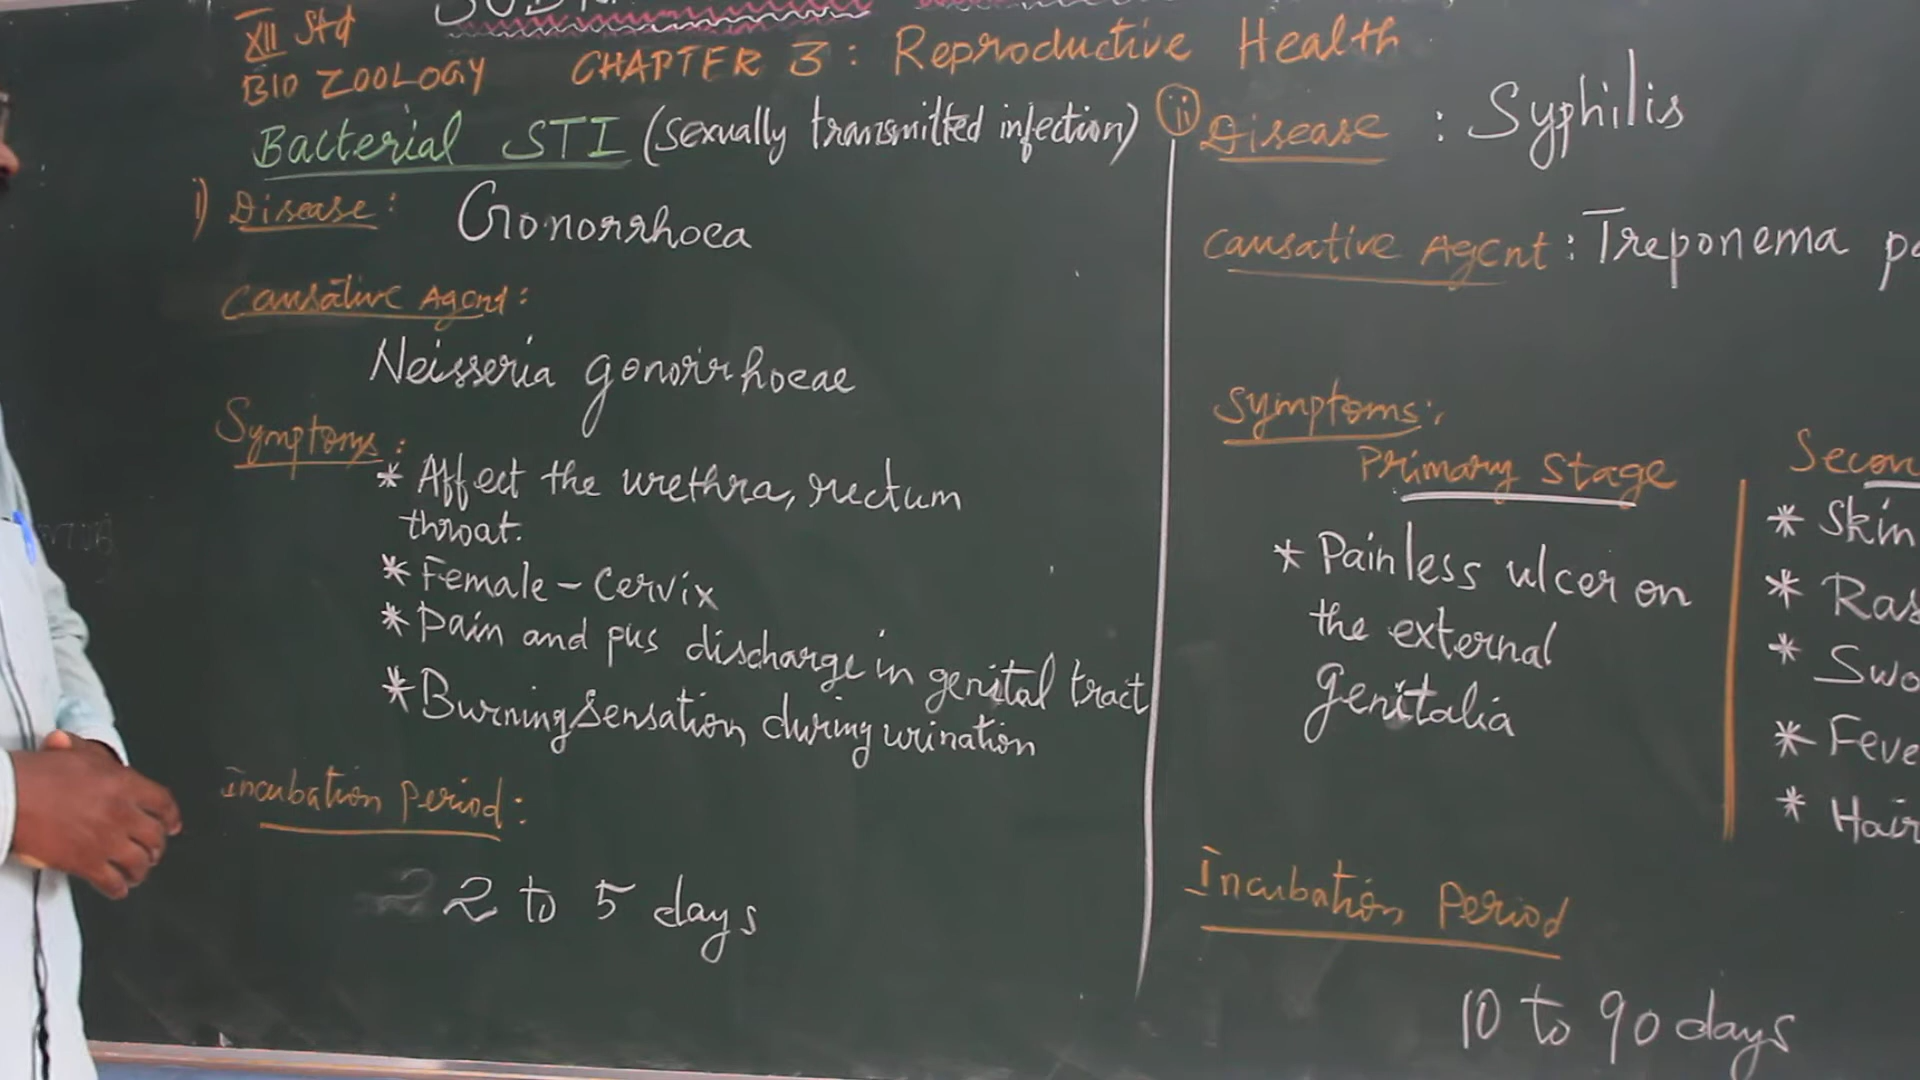 XII Std
BIO ZOOLOGY CHAPTER 3: Reproductive Health
Bacterial STI (Sexually transmitted infection)
i) Disease: Gonorrhoea
Causative Agent:
Neisseria gonorrhoeae
Symptoms:
* Affect the urethra, rectum
throat.
* Female - Cervix
* Pain and pus discharge in genital tract
* Burning Sensation during urination
Incubation period:
2 to 5 days
ii Disease : Syphilis
Causative Agent : Treponema
Symptoms:
Primary Stage
* Painless ulcer on
the external
genitalia
* Skin
*
*
*
* Hair
Incubation Period
10 to 90 days